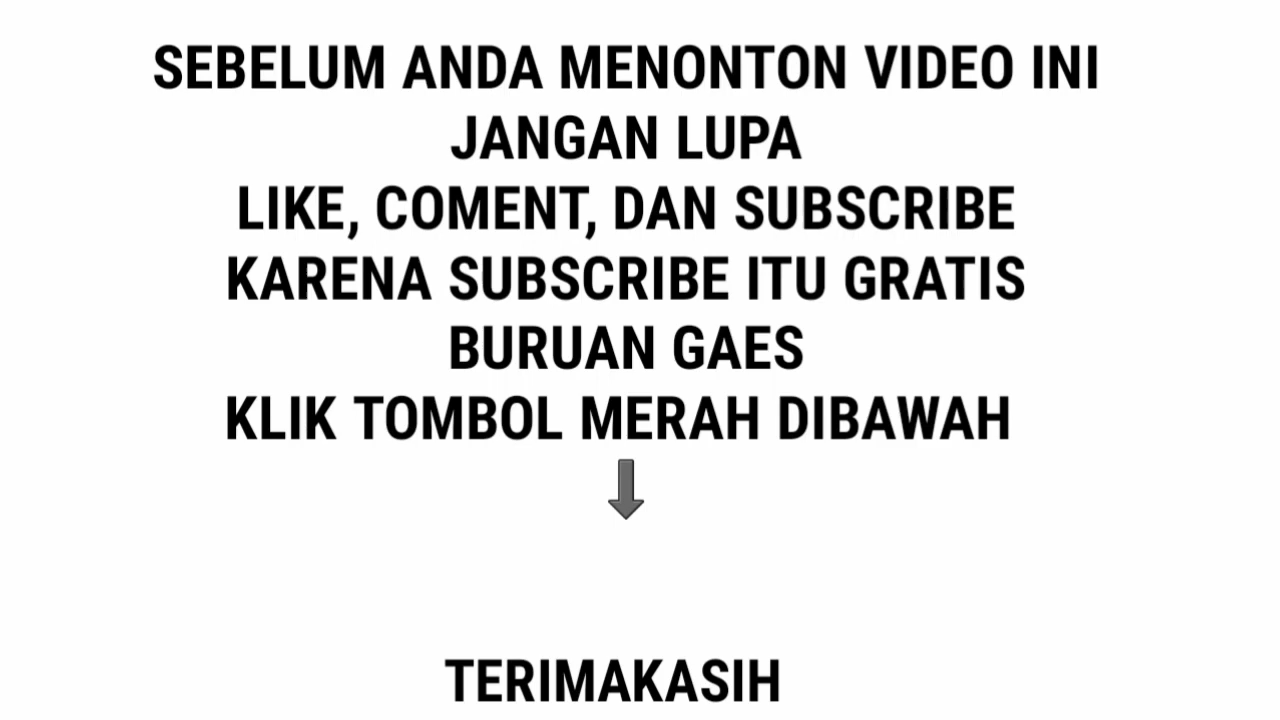 SEBELUM ANDA MENONTON VIDEO INI
JANGAN LUPA
LIKE, COMENT, DAN SUBSCRIBE
KARENA SUBSCRIBE ITU GRATIS
BURUAN GAES
KLIK TOMBOL MERAH DIBAWAH
TERIMAKASIH